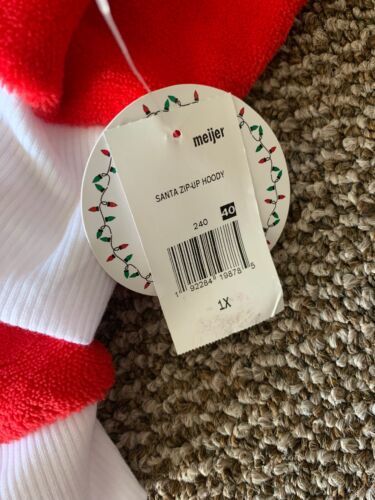 meijer
SANTA ZIP-UP HOODY
240 40
1 92284 19878 5
1X